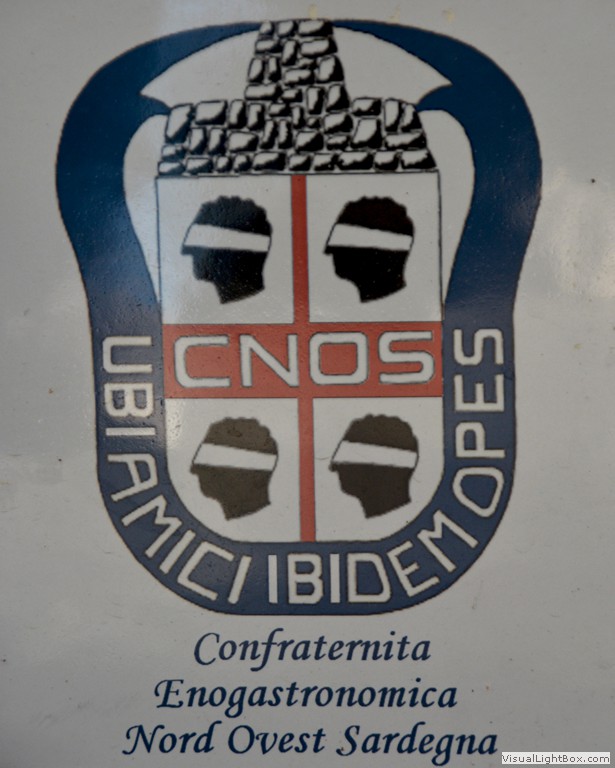 CNOS
UBI AMICI IBIDEM OPES
Confraternita
Enogastronomica
Nord Ovest Sardegna
VisualLightBox.com